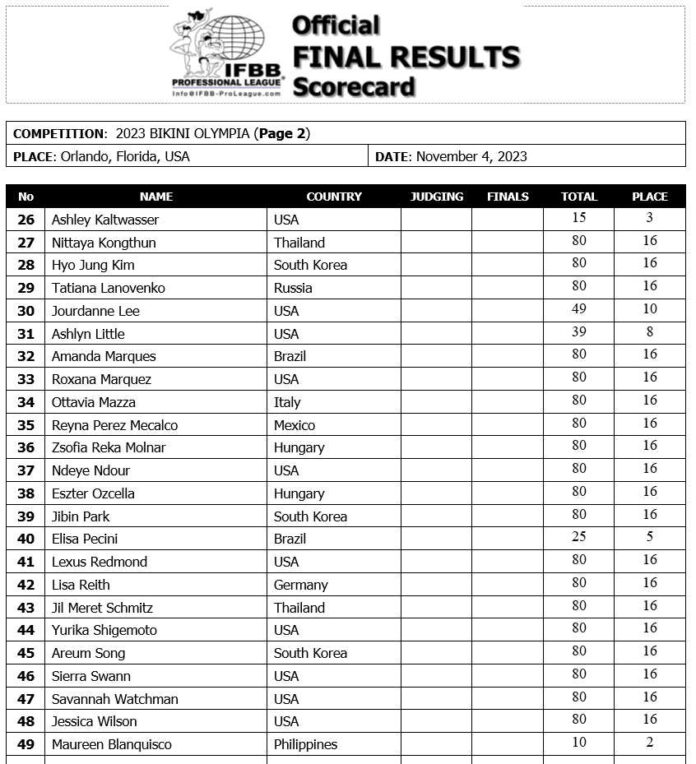 Official
FINAL RESULTS
Scorecard
IFBB
PROFESSIONAL LEAGUE
Info@IFBB-ProLeague.com
COMPETITION: 2023 BIKINI OLYMPIA (Page 2)
PLACE: Orlando, Florida, USA DATE: November 4, 2023
No NAME COUNTRY JUDGING FINALS TOTAL PLACE
26 Ashley Kaltwasser USA 15 3
27 Nittaya Kongthun Thailand 80 16
28 Hyo Jung Kim South Korea 80 16
29 Tatiana Lanovenko Russia 80 16
30 Jourdanne Lee USA 49 10
31 Ashlyn Little USA 39 8
32 Amanda Marques Brazil 80 16
33 Roxana Marquez USA 80 16
34 Ottavia Mazza Italy 80 16
35 Reyna Perez Mecalco Mexico 80 16
36 Zsofia Reka Molnar Hungary 80 16
37 Ndeye Ndour USA 80 16
38 Eszter Ozcella Hungary 80 16
39 Jibin Park South Korea 80 16
40 Elisa Pecini Brazil 25 5
41 Lexus Redmond USA 80 16
42 Lisa Reith Germany 80 16
43 Jil Meret Schmitz Thailand 80 16
44 Yurika Shigemoto USA 80 16
45 Areum Song South Korea 80 16
46 Sierra Swann USA 80 16
47 Savannah Watchman USA 80 16
48 Jessica Wilson USA 80 16
49 Maureen Blanquisco Philippines 10 2